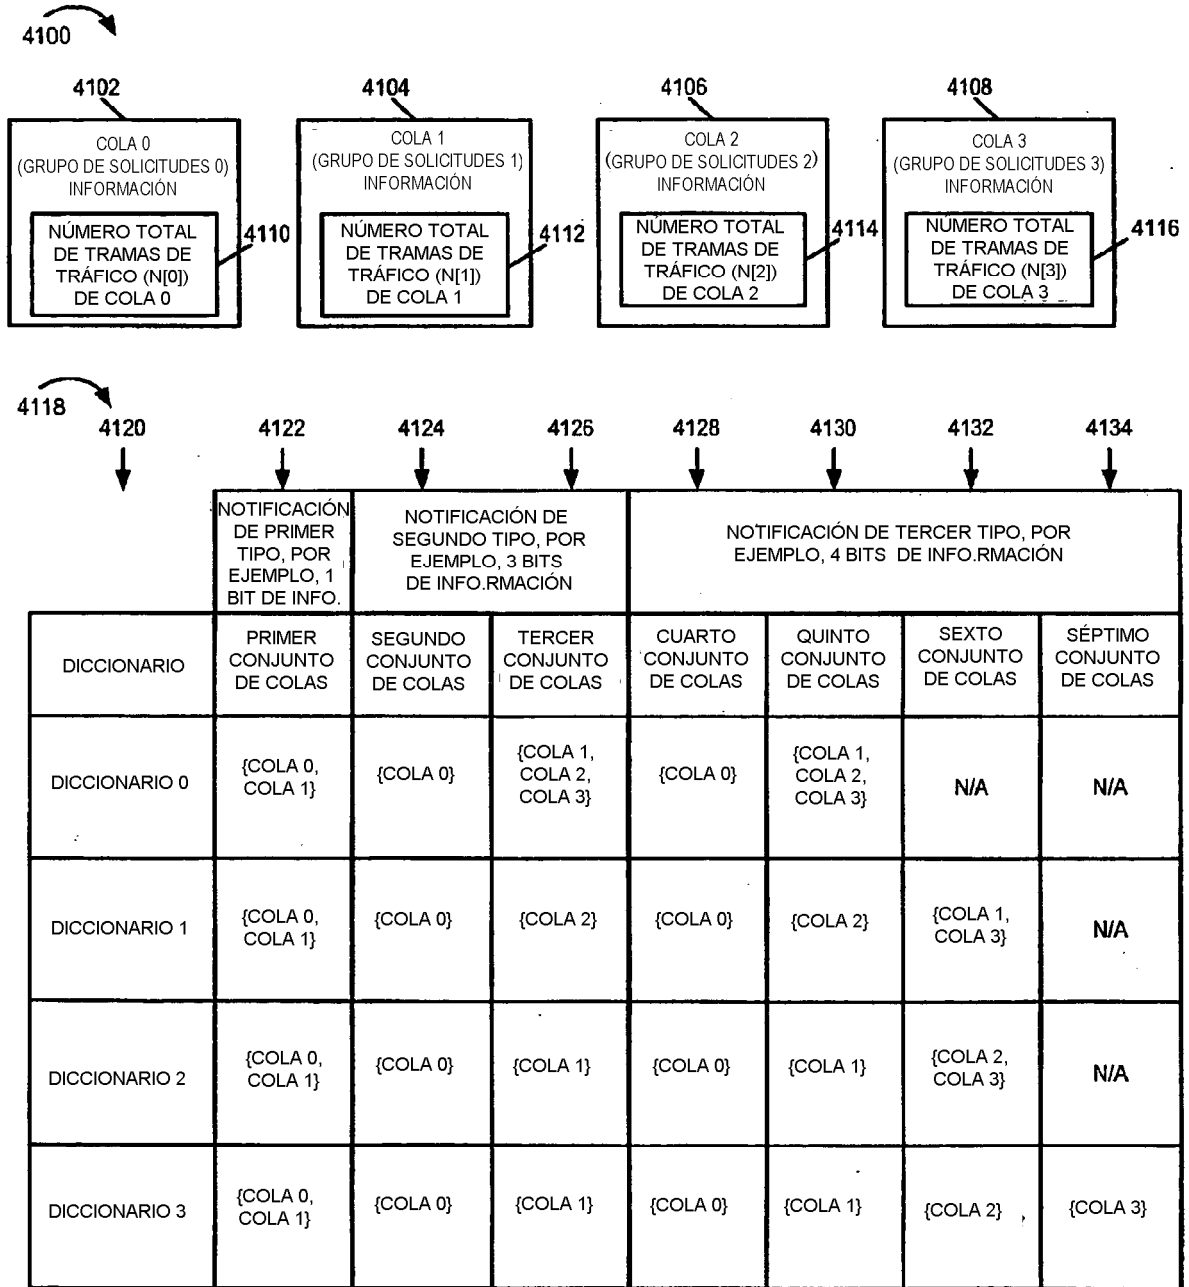 4100
4102
4104
4106
4108
COLA 0
(GRUPO DE SOLICITUDES 0)
INFORMACIÓN
NÚMERO TOTAL
DE TRAMAS DE
TRÁFICO (N[0])
DE COLA 0
4110
COLA 1
(GRUPO DE SOLICITUDES 1)
INFORMACIÓN
NÚMERO TOTAL
DE TRAMAS DE
TRÁFICO (N[1])
DE COLA 1
4112
COLA 2
(GRUPO DE SOLICITUDES 2)
INFORMACIÓN
NÚMERO TOTAL
DE TRAMAS DE
TRÁFICO (N[2])
DE COLA 2
4114
COLA 3
(GRUPO DE SOLICITUDES 3)
INFORMACIÓN
NÚMERO TOTAL
DE TRAMAS DE
TRÁFICO (N[3])
DE COLA 3
4116
4118
4120
4122
4124
4126
4128
4130
4132
4134
NOTIFICACIÓN
DE PRIMER
TIPO, POR
EJEMPLO, 1
BIT DE INFO.
NOTIFICACIÓN DE
SEGUNDO TIPO, POR
EJEMPLO, 3 BITS
DE INFO.RMACIÓN
NOTIFICACIÓN DE TERCER TIPO, POR
EJEMPLO, 4 BITS DE INFO.RMACIÓN
DICCIONARIO
PRIMER
CONJUNTO
DE COLAS
SEGUNDO
CONJUNTO
DE COLAS
TERCER
CONJUNTO
DE COLAS
CUARTO
CONJUNTO
DE COLAS
QUINTO
CONJUNTO
DE COLAS
SEXTO
CONJUNTO
DE COLAS
SÉPTIMO
CONJUNTO
DE COLAS
DICCIONARIO 0
{COLA 0,
COLA 1}
{COLA 0}
{COLA 1,
COLA 2,
COLA 3}
{COLA 0}
{COLA 1,
COLA 2,
COLA 3}
N/A
N/A
DICCIONARIO 1
{COLA 0,
COLA 1}
{COLA 0}
{COLA 2}
{COLA 0}
{COLA 2}
{COLA 1,
COLA 3}
N/A
DICCIONARIO 2
{COLA 0,
COLA 1}
{COLA 0}
{COLA 1}
{COLA 0}
{COLA 1}
{COLA 2,
COLA 3}
N/A
DICCIONARIO 3
{COLA 0,
COLA 1}
{COLA 0}
{COLA 1}
{COLA 0}
{COLA 1}
{COLA 2}
{COLA 3}